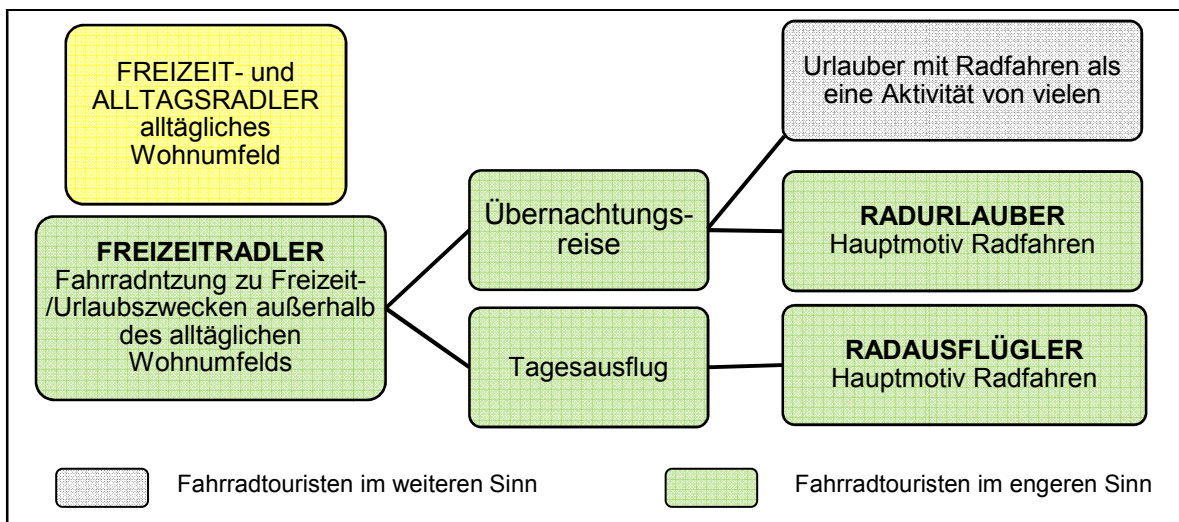 FREIZEIT- und
ALLTAGSRADLER
alltägliches
Wohnumfeld
FREIZEITRADLER
Fahrradntzung zu Freizeit-
/Urlaubszwecken außerhalb
des alltäglichen
Wohnumfelds
Übernachtungs-
reise
Tagesausflug
Urlauber mit Radfahren als
eine Aktivität von vielen
RADURLAUBER
Hauptmotiv Radfahren
RADAUSFLÜGLER
Hauptmotiv Radfahren
Fahrradtouristen im weiteren Sinn
Fahrradtouristen im engeren Sinn